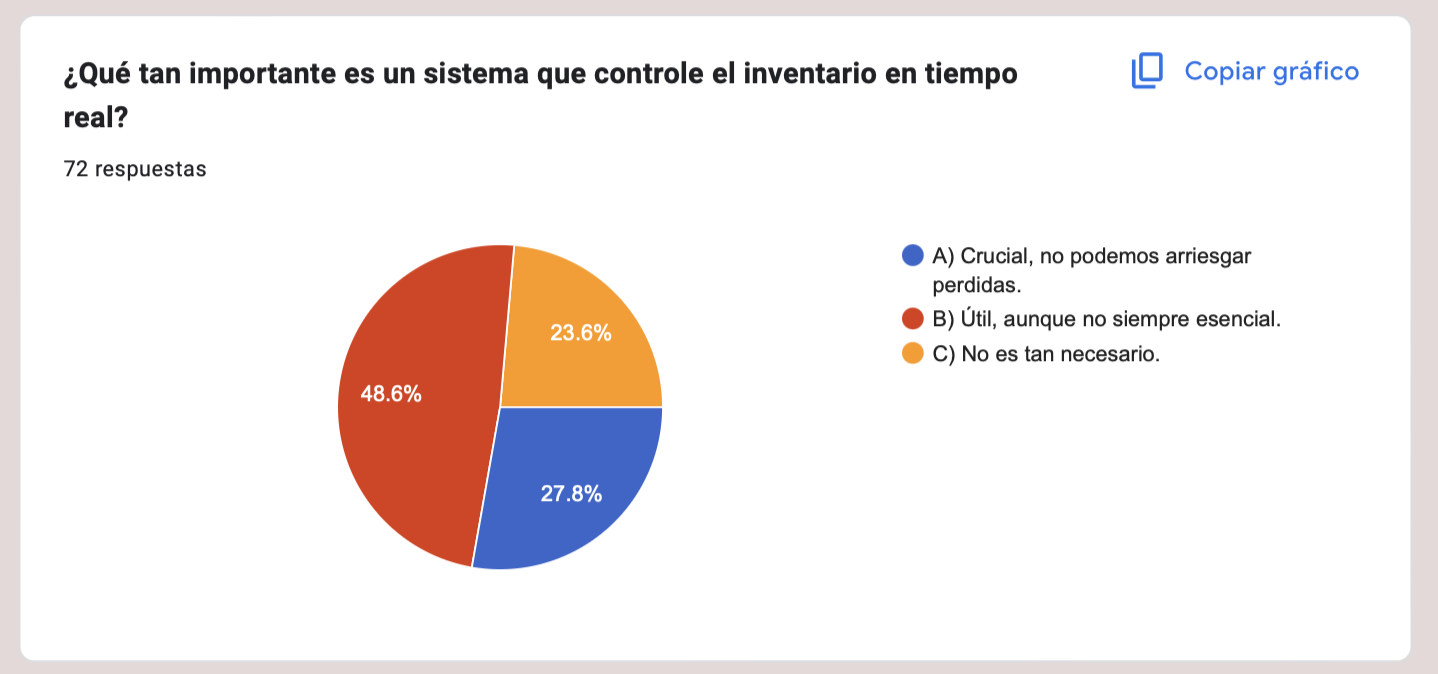 ¿Qué tan importante es un sistema que controle el inventario en tiempo
real?
Copiar gráfico
72 respuestas
23.6%
48.6%
27.8%
A) Crucial, no podemos arriesgar
perdidas.
B) Útil, aunque no siempre esencial.
C) No es tan necesario.